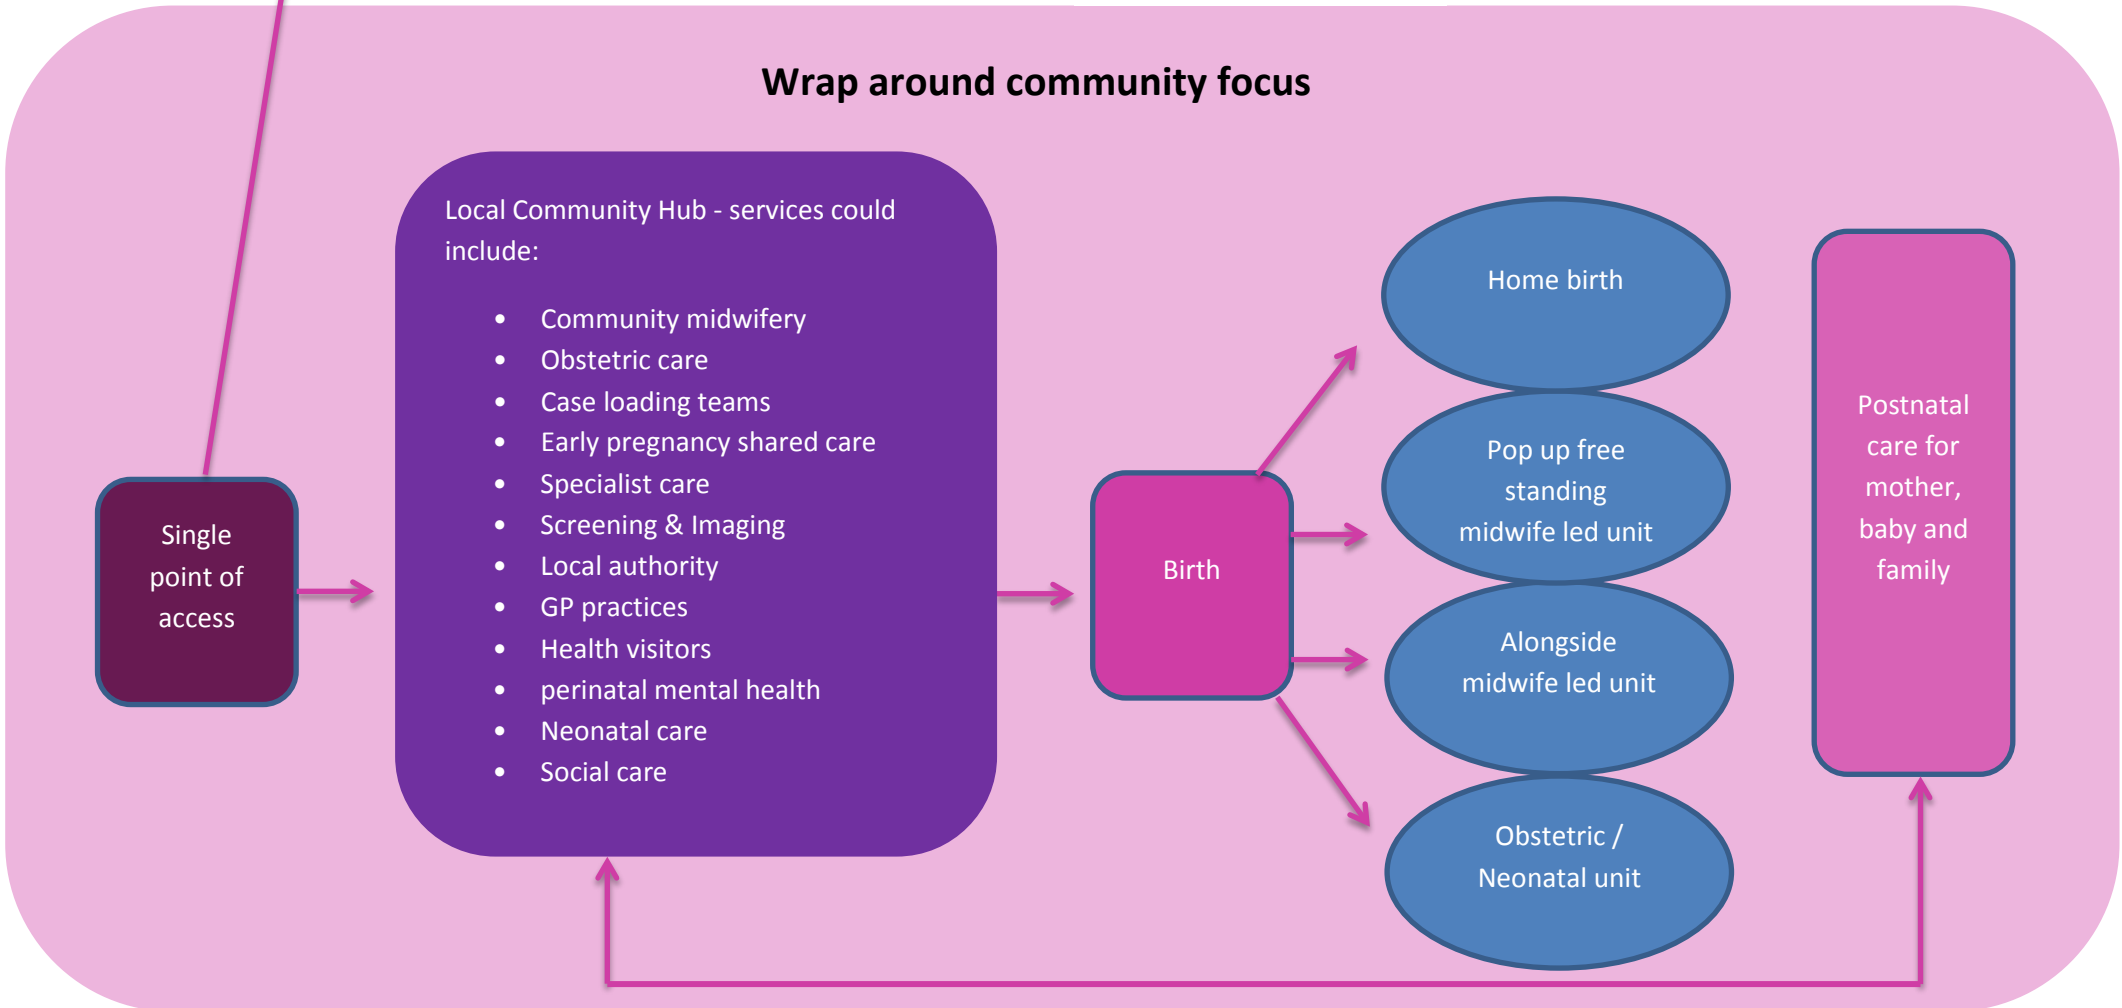 Wrap around community focus
Single
point of
access
Local Community Hub - services could
include:
• Community midwifery
• Obstetric care
• Case loading teams
• Early pregnancy shared care
• Specialist care
• Screening & Imaging
• Local authority
• GP practices
• Health visitors
• perinatal mental health
• Neonatal care
• Social care
Birth
Home birth
Pop up free
standing
midwife led unit
Alongside
midwife led unit
Obstetric /
Neonatal unit
Postnatal
care for
mother,
baby and
family